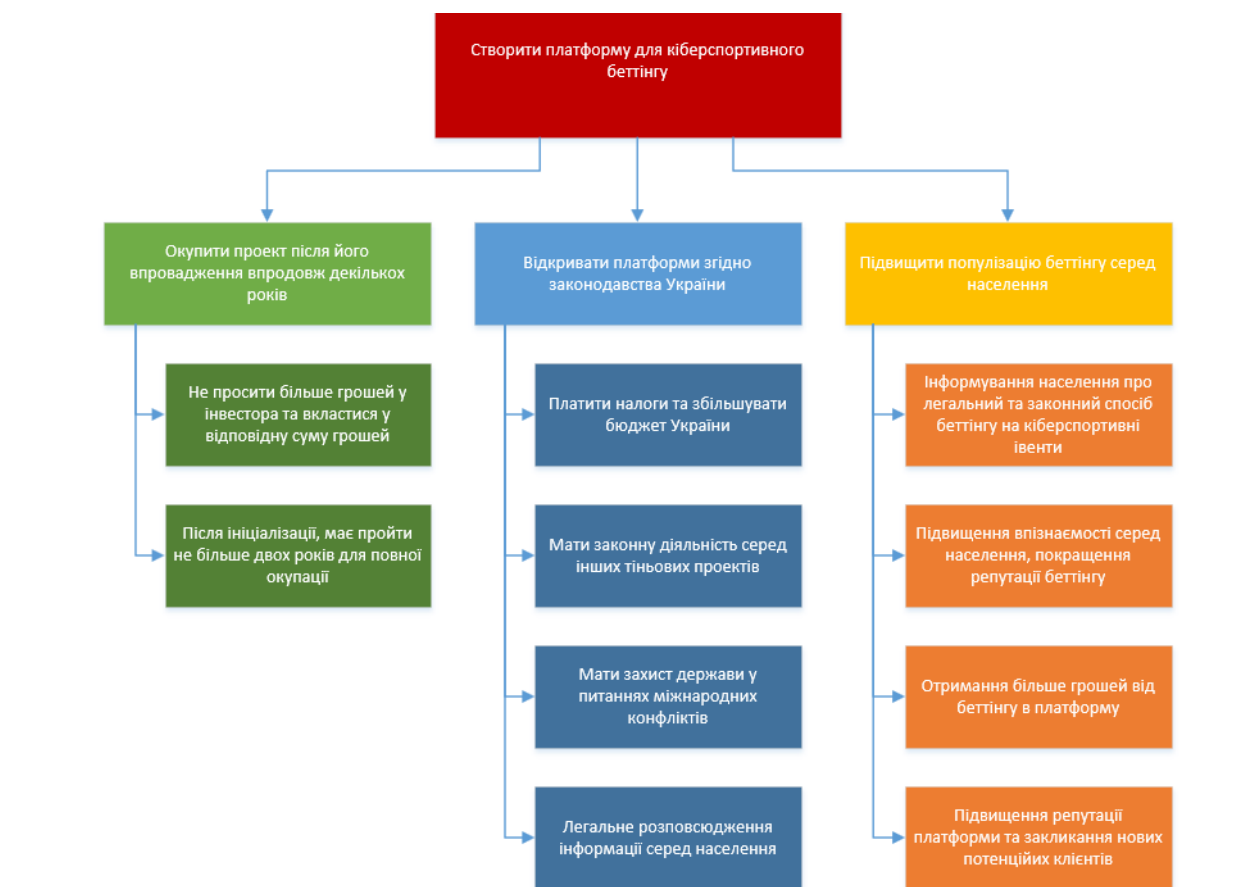 Створити платформу для кіберспортивного
беттінгу
Окупити проект після його
впровадження впродовж декількох
років
Не просити більше грошей у
інвестора та вкластися у
відповідну суму грошей
Після ініціалізації, має пройти
не більше двох років для повної
окупації
Відкривати платформи згідно
законодавства України
Платити налоги та збільшувати
бюджет України
Мати законну діяльність серед
інших тіньових проектів
Мати захист держави у
питаннях міжнародних
конфліктів
Легальне розповсюдження
інформації серед населення
Підвищити популізацію беттінгу серед
населення
Інформування населення про
легальний та законний спосіб
беттінгу на кіберспортивні
івенти
Підвищення впізнаємості серед
населення, покращення
репутації беттінгу
Отримання більше грошей від
беттінгу в платформу
Підвищення репутації
платформи та закликання нових
потенційих клієнтів